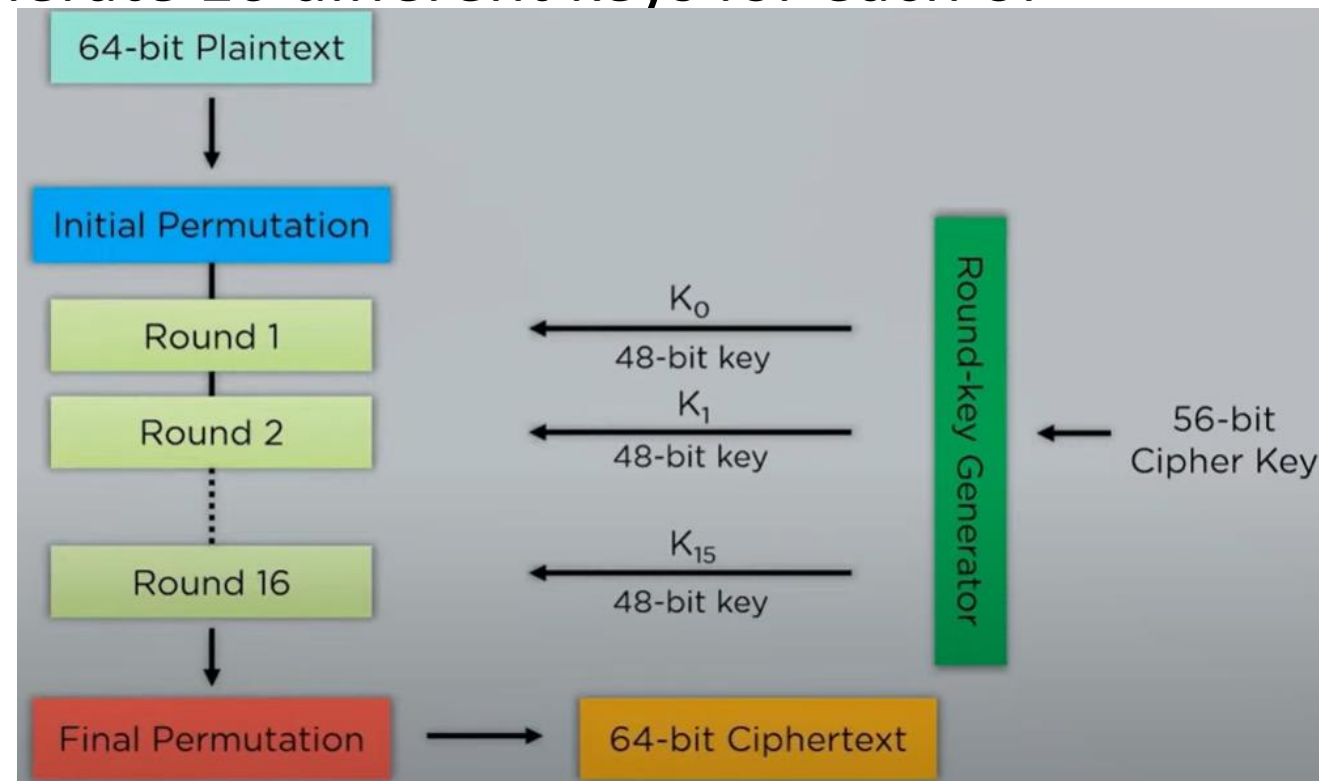 64-bit Plaintext
Initial Permutation
Round 1
Round 2
Round 16
Final Permutation
64-bit Ciphertext
K₀
48-bit key
K₁
48-bit key
K₁₅
48-bit key
Round-key Generator
56-bit
Cipher Key